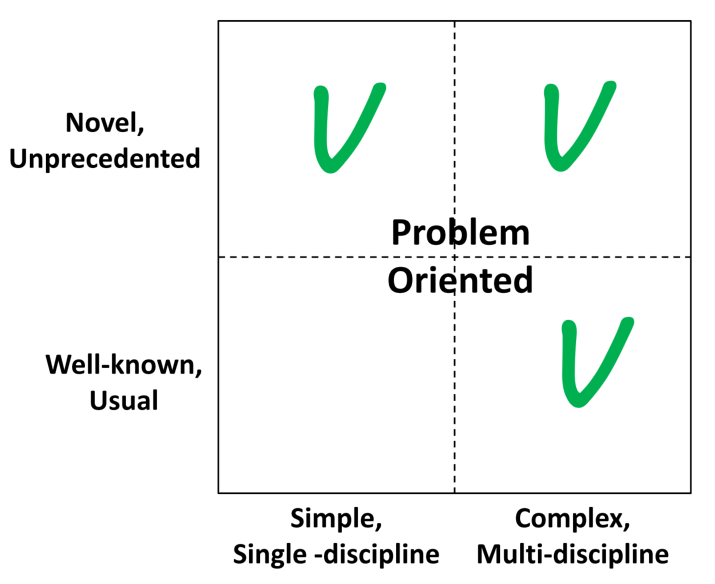 Novel,
Unprecedented
Problem
Oriented
Well-known,
Usual
Simple,
Single -discipline
Complex,
Multi-discipline